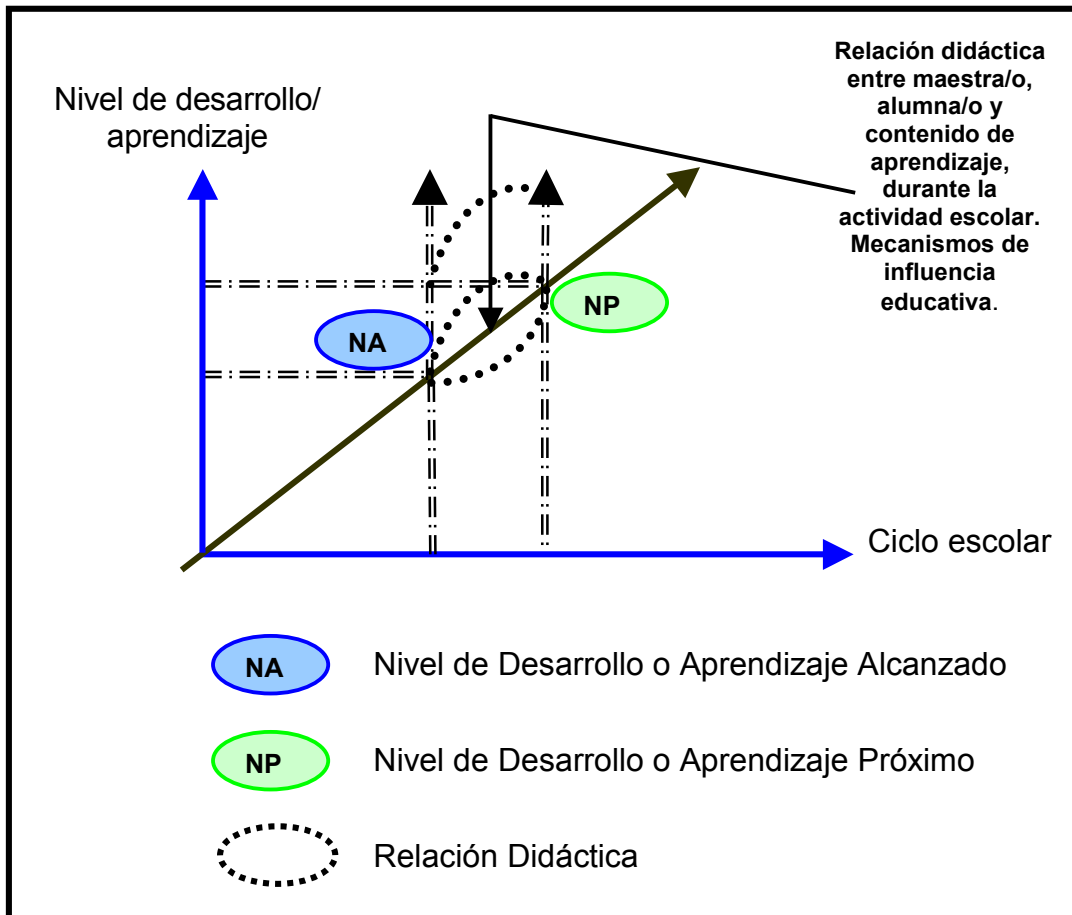 Nivel de desarrollo/
aprendizaje
Relación didáctica
entre maestra/o,
alumna/o y
contenido de
aprendizaje,
durante la
actividad escolar.
Mecanismos de
influencia
educativa.
NA
NP
Ciclo escolar
NA Nivel de Desarrollo o Aprendizaje Alcanzado
NP Nivel de Desarrollo o Aprendizaje Próximo
Relación Didáctica